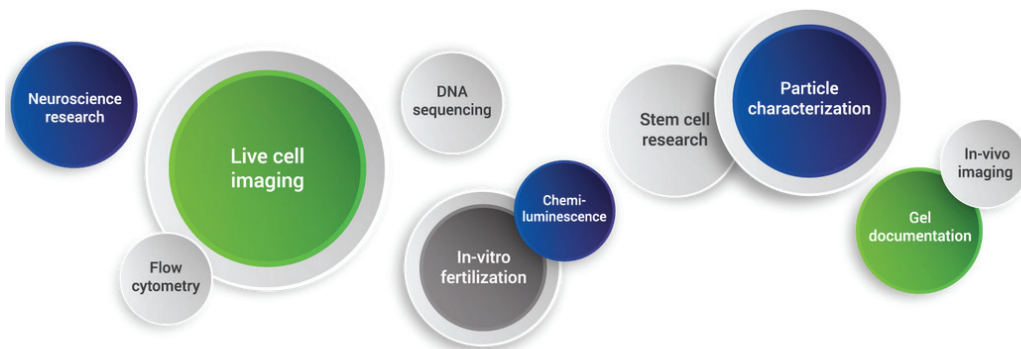 Neuroscience
research
Live cell
imaging
Flow
cytometry
DNA
sequencing
Chemi-
luminescence
In-vitro
fertilization
Stem cell
research
Particle
characterization
In-vivo
imaging
Gel
documentation